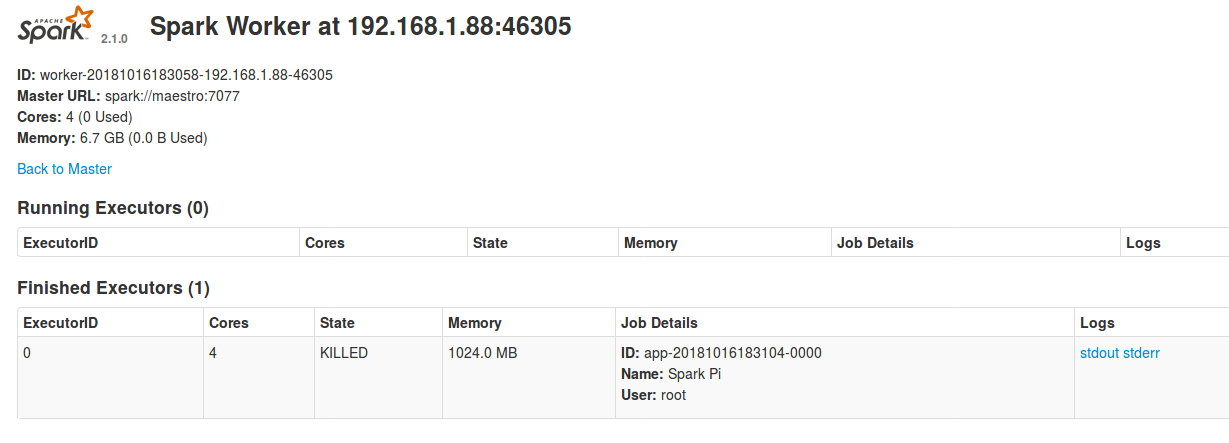 APACHE
Spark 2.1.0 Spark Worker at 192.168.1.88:46305
ID: worker-20181016183058-192.168.1.88-46305
Master URL: spark://maestro:7077
Cores: 4 (0 Used)
Memory: 6.7 GB (0.0 B Used)
Back to Master
Running Executors (0)
ExecutorID Cores State Memory Job Details Logs
Finished Executors (1)
ExecutorID Cores State Memory Job Details Logs
0 4 KILLED 1024.0 MB ID: app-20181016183104-0000 stdout stderr
Name: Spark Pi
User: root